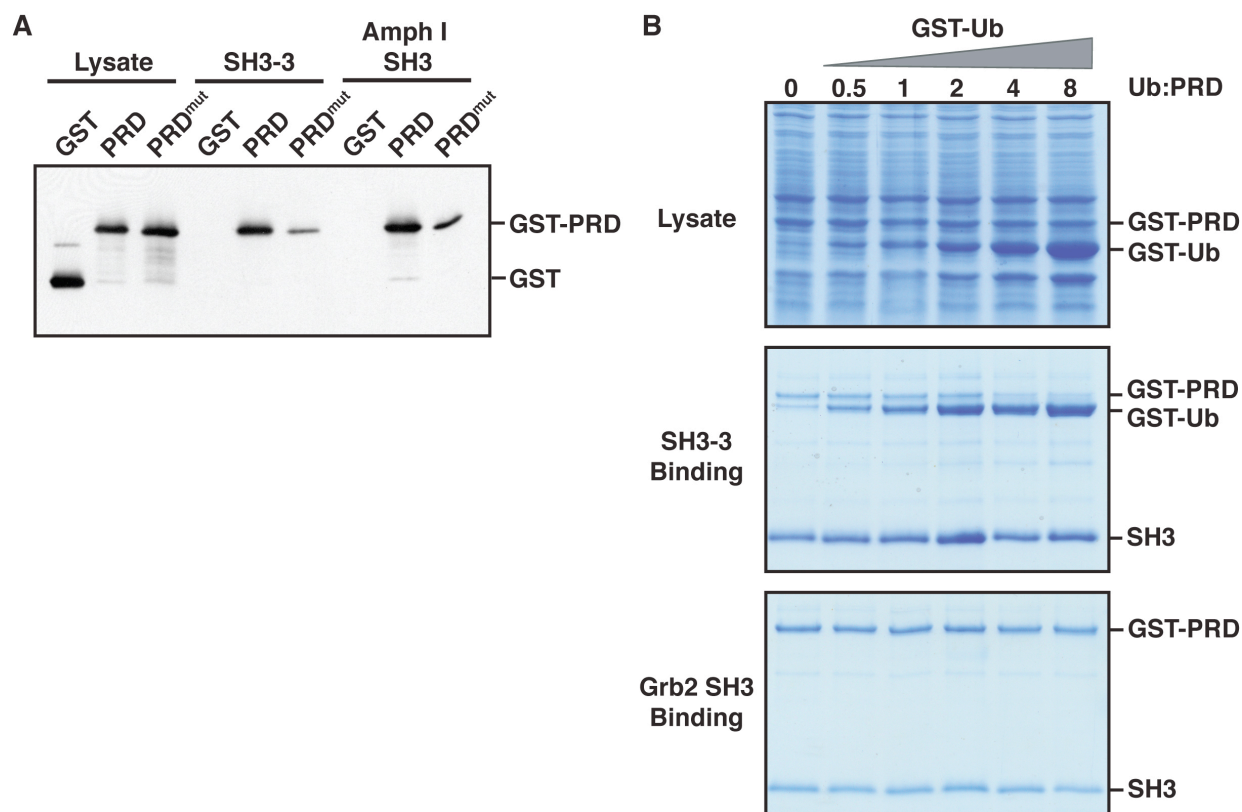 A
Lysate
SH3-3
Amph I
SH3
GST
PRD
PRDmut
GST
PRD
PRDmut
GST
PRD
PRDmut
GST-PRD
GST
B
GST-Ub
0 0.5 1 2 4 8 Ub:PRD
Lysate
GST-PRD
GST-Ub
SH3-3
Binding
GST-PRD
GST-Ub
SH3
Grb2 SH3
Binding
GST-PRD
SH3